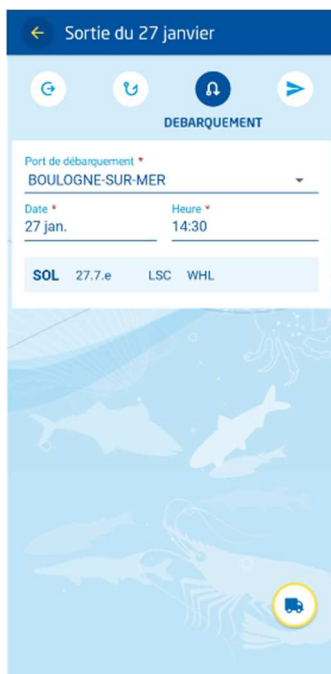 Sortie du 27 janvier
DEBARQUEMENT
Port de débarquement *
BOULOGNE-SUR-MER
Date * Heure *
27 jan. 14:30
SOL 27.7.e LSC WHL